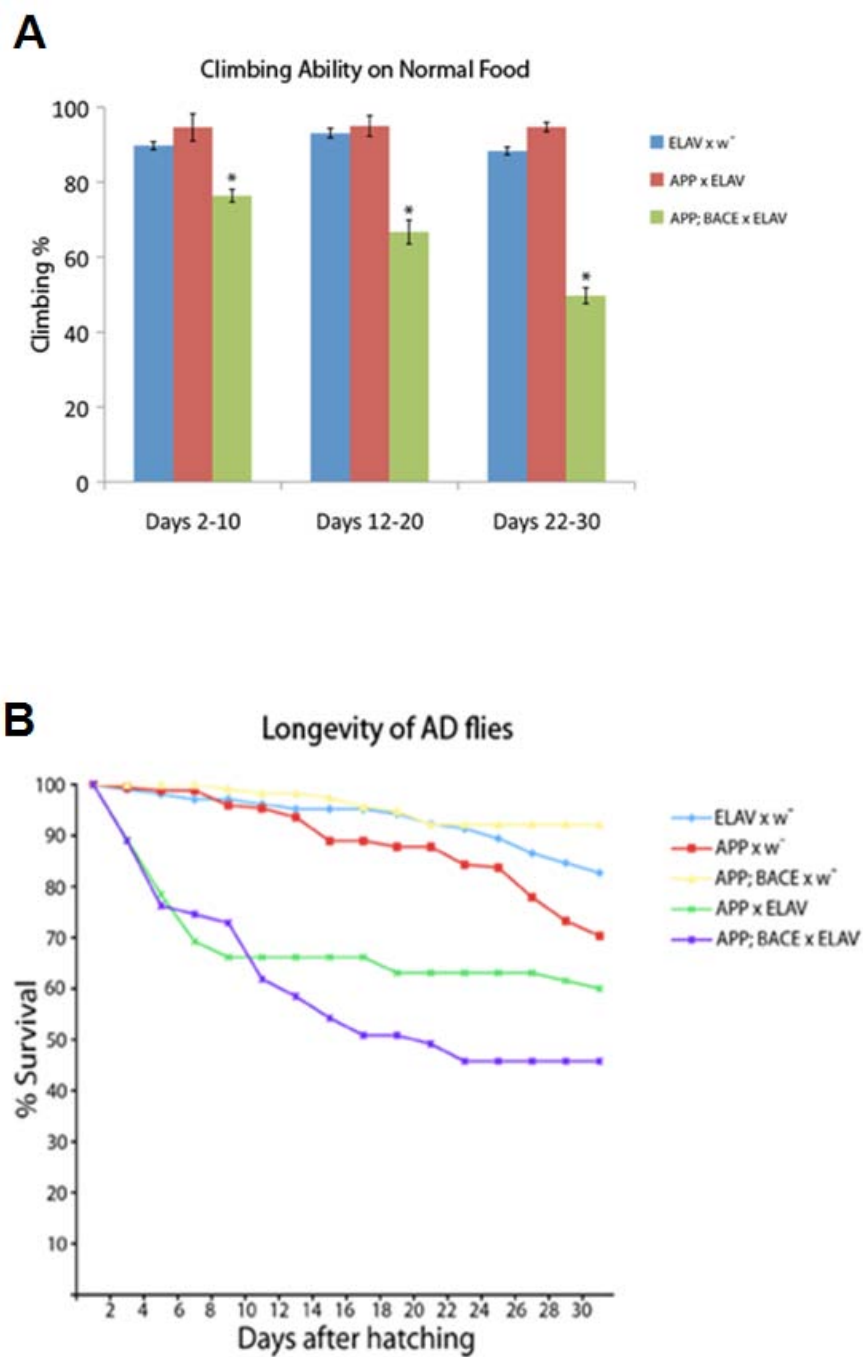 A
Climbing Ability on Normal Food
100
80
60
40
20
0
Climbing %
*
*
*
Days 2-10
Days 12-20
Days 22-30
ELAV x w⁻
APP x ELAV
APP; BACE x ELAV
B
Longevity of AD flies
100
90
80
70
60
50
40
30
20
10
% Survival
2 4 6 8 10 12 14 16 18 20 22 24 26 28 30
Days after hatching
ELAV x w⁻
APP x w⁻
APP; BACE x w⁻
APP x ELAV
APP; BACE x ELAV